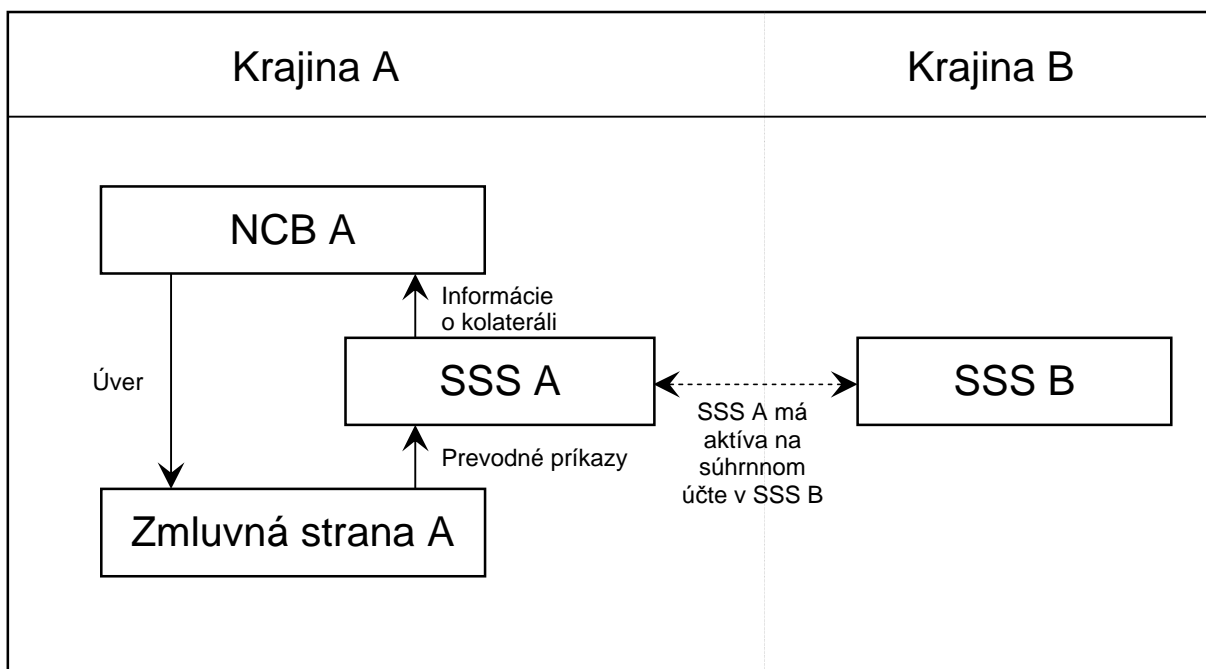 Krajina A
Krajina B
NCB A
Informácie
o kolateráli
Úver
SSS A
SSS B
SSS A má
aktíva na
súhrnnom
účte v SSS B
Prevodné príkazy
Zmluvná strana A